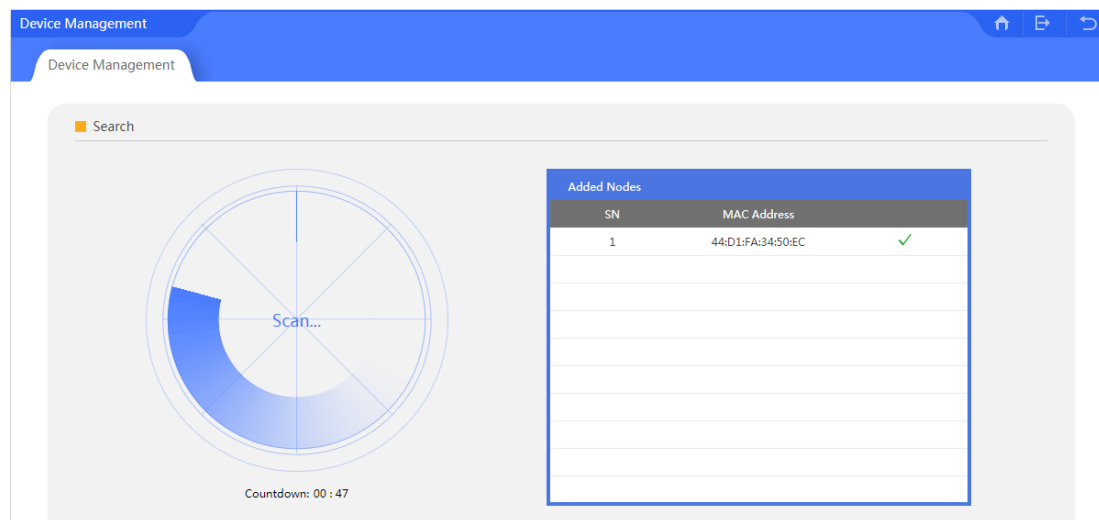 Device Management
Device Management
Search
Scan...
Countdown: 00 : 47
Added Nodes
SN MAC Address
1 44:D1:FA:34:50:EC